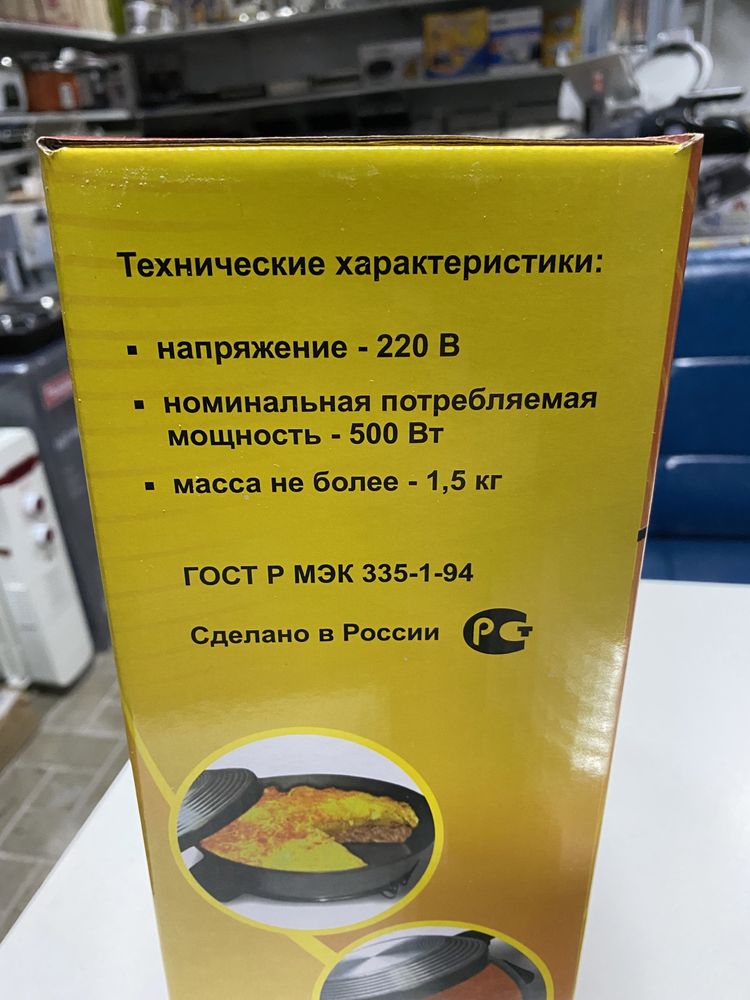 Технические характеристики:
▪ напряжение - 220 В
▪ номинальная потребляемая
мощность - 500 Вт
▪ масса не более - 1,5 кг
ГОСТ Р МЭК 335-1-94
Сделано в России